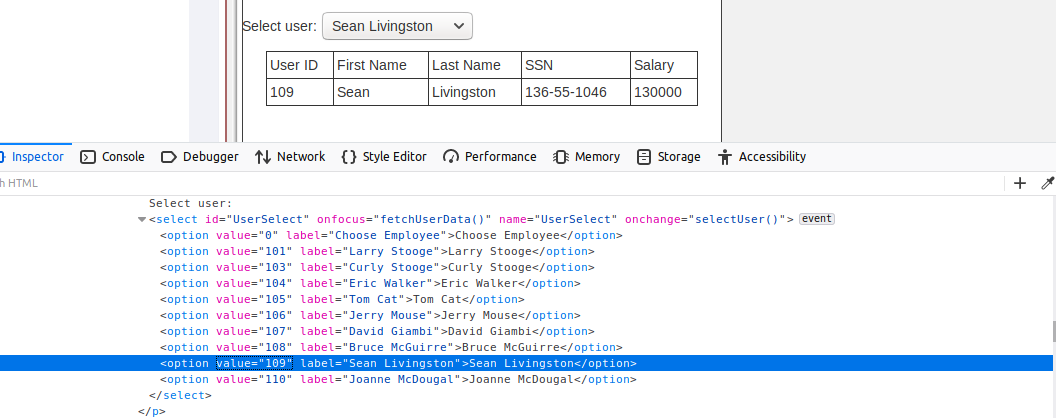 Select user: Sean Livingston
User ID First Name Last Name SSN Salary
109 Sean Livingston 136-55-1046 130000
Inspector Console Debugger Network Style Editor Performance Memory Storage Accessibility
HTML
Select user:
<select id="UserSelect" onfocus="fetchUserData()" name="UserSelect" onchange="selectUser()"> event
<option value="0" label="Choose Employee">Choose Employee</option>
<option value="101" label="Larry Stooge">Larry Stooge</option>
<option value="103" label="Curly Stooge">Curly Stooge</option>
<option value="104" label="Eric Walker">Eric Walker</option>
<option value="105" label="Tom Cat">Tom Cat</option>
<option value="106" label="Jerry Mouse">Jerry Mouse</option>
<option value="107" label="David Giambi">David Giambi</option>
<option value="108" label="Bruce McGuirre">Bruce McGuirre</option>
<option value="109" label="Sean Livingston">Sean Livingston</option>
<option value="110" label="Joanne McDougal">Joanne McDougal</option>
</select>
</p>